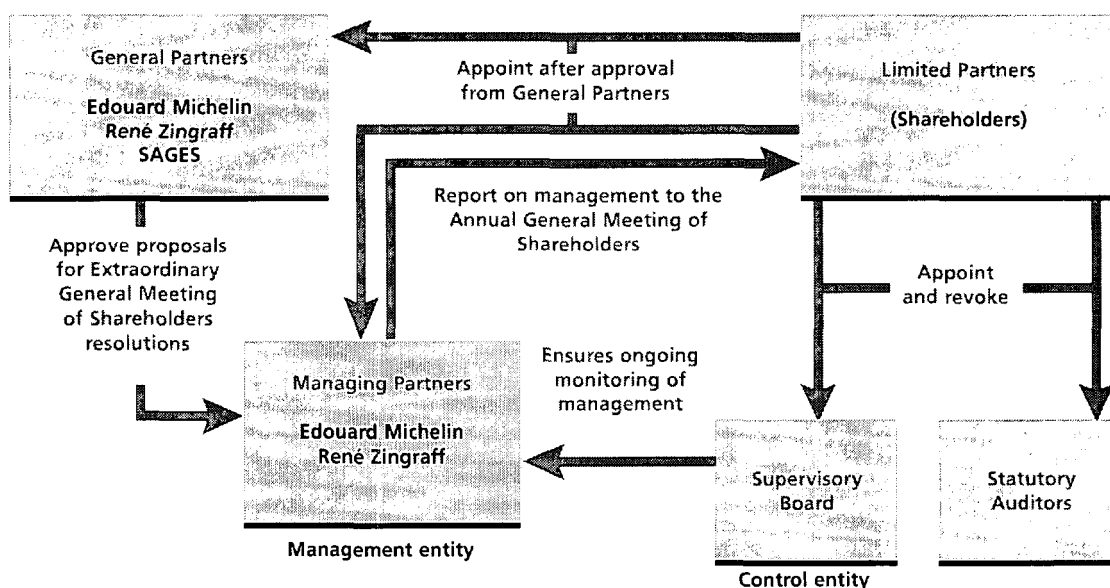 General Partners
Edouard Michelin
René Zingraff
SAGES
Appoint after approval
from General Partners
Limited Partners
(Shareholders)
Report on management to the
Annual General Meeting of
Shareholders
Approve proposals
for Extraordinary
General Meeting
of Shareholders
resolutions
Appoint
and revoke
Managing Partners
Edouard Michelin
René Zingraff
Management entity
Ensures ongoing
monitoring of
management
Supervisory
Board
Control entity
Statutory
Auditors